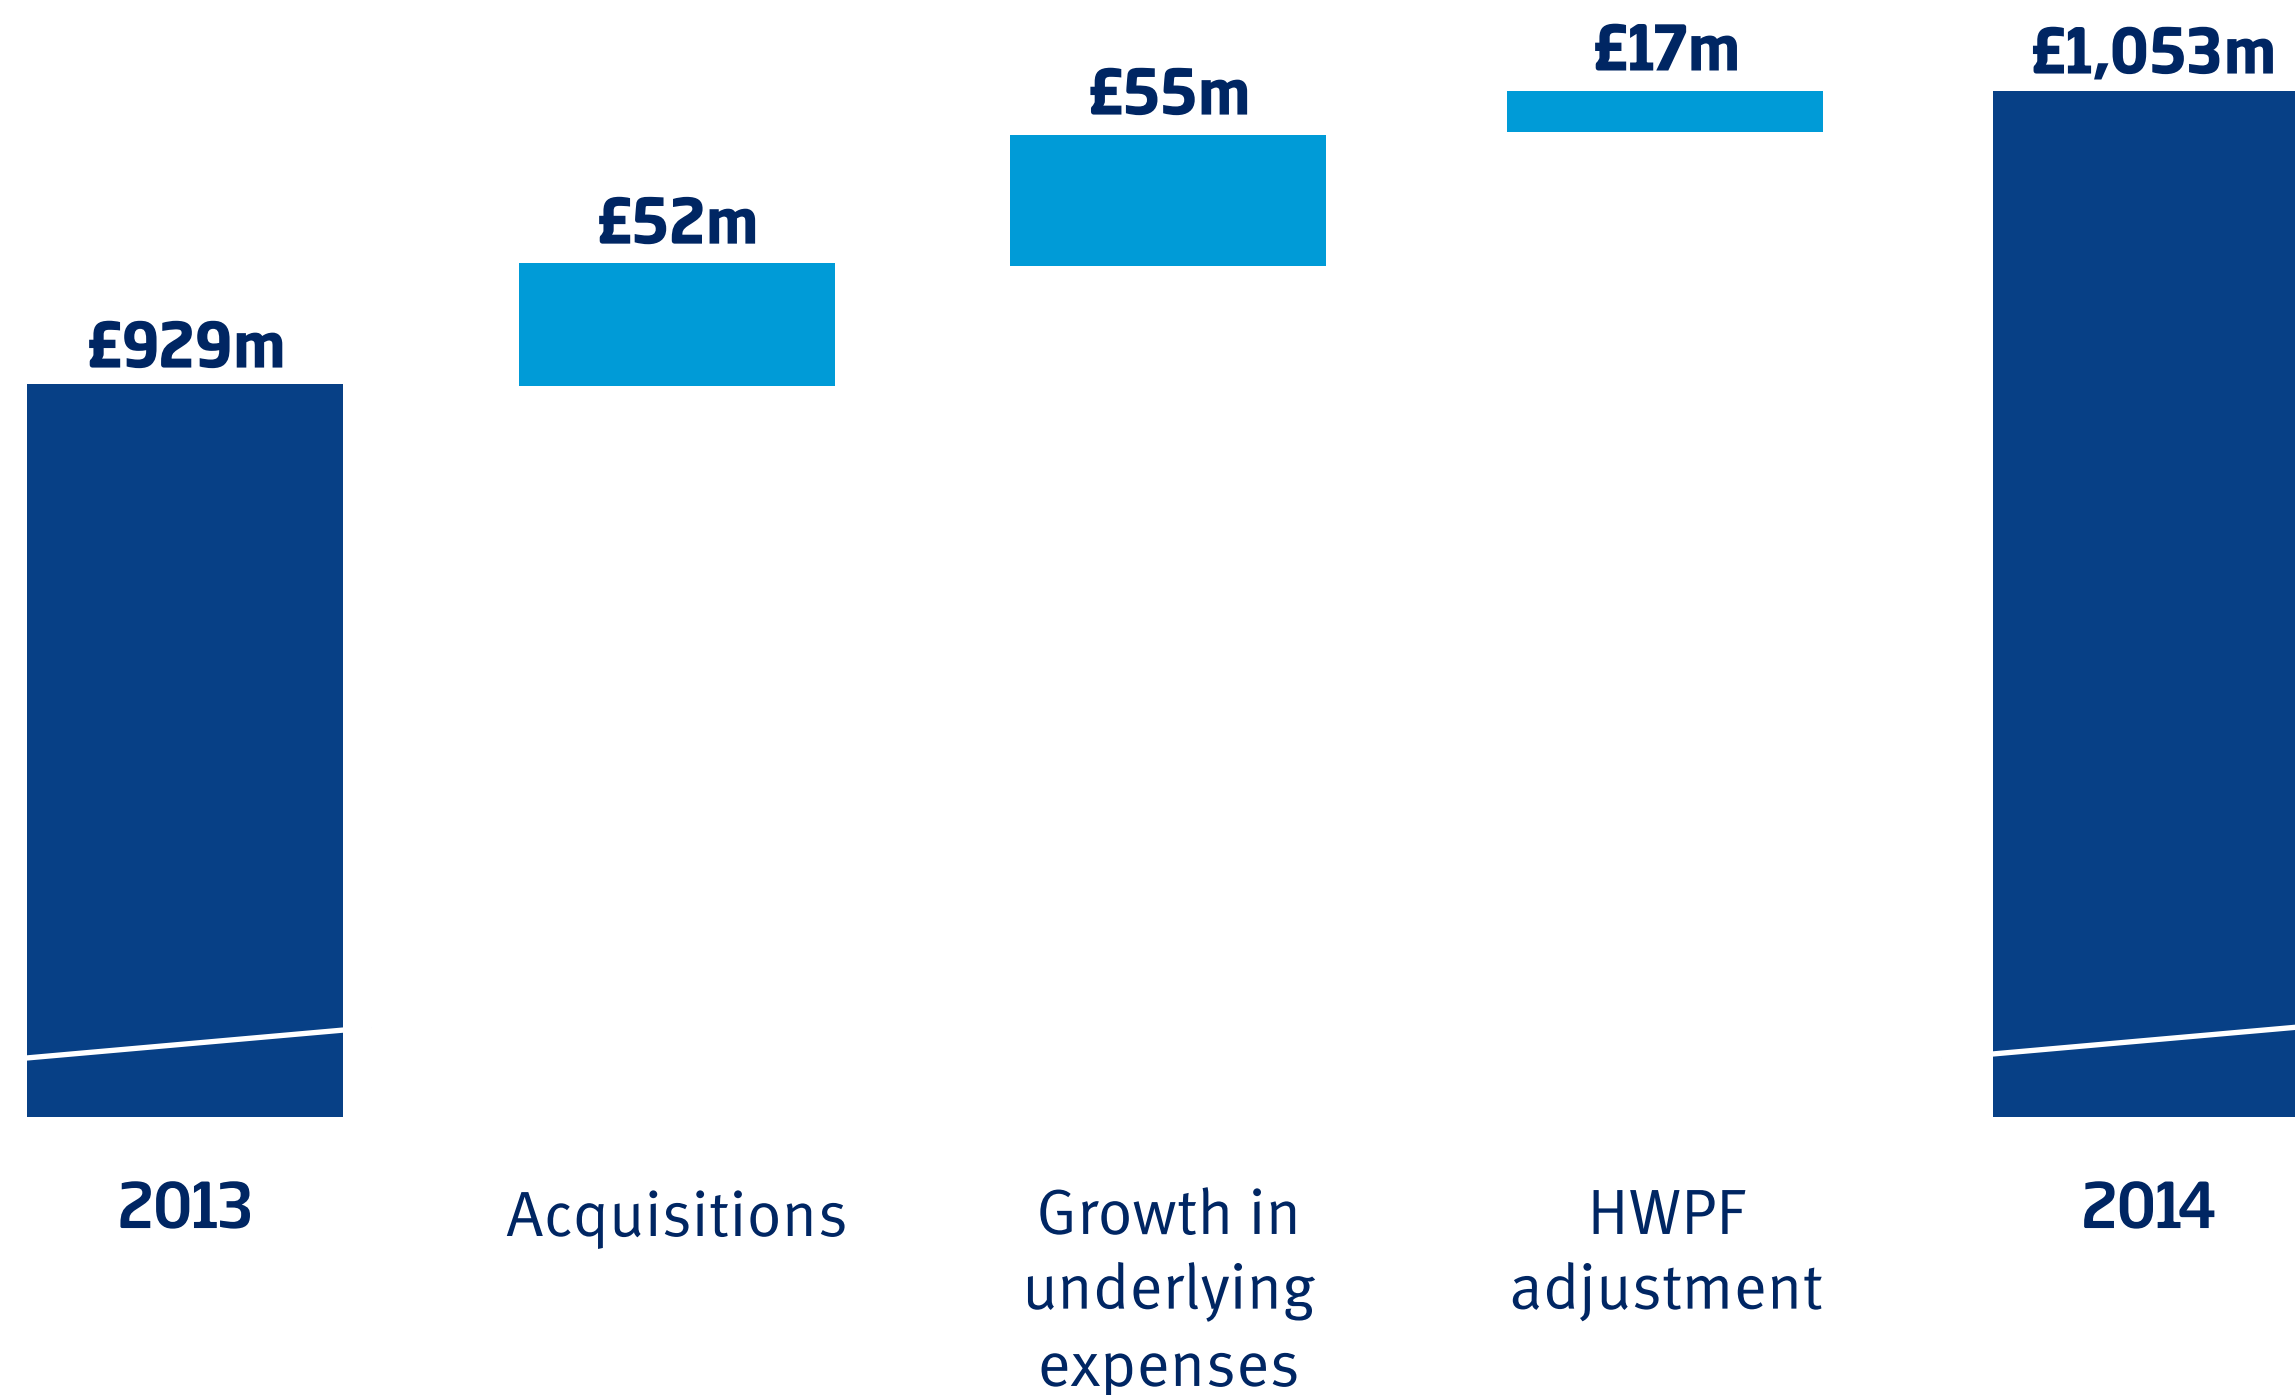 £17m
£1,053m
£55m
£52m
£929m
2013
Acquisitions
Growth in
underlying
expenses
HWPF
adjustment
2014